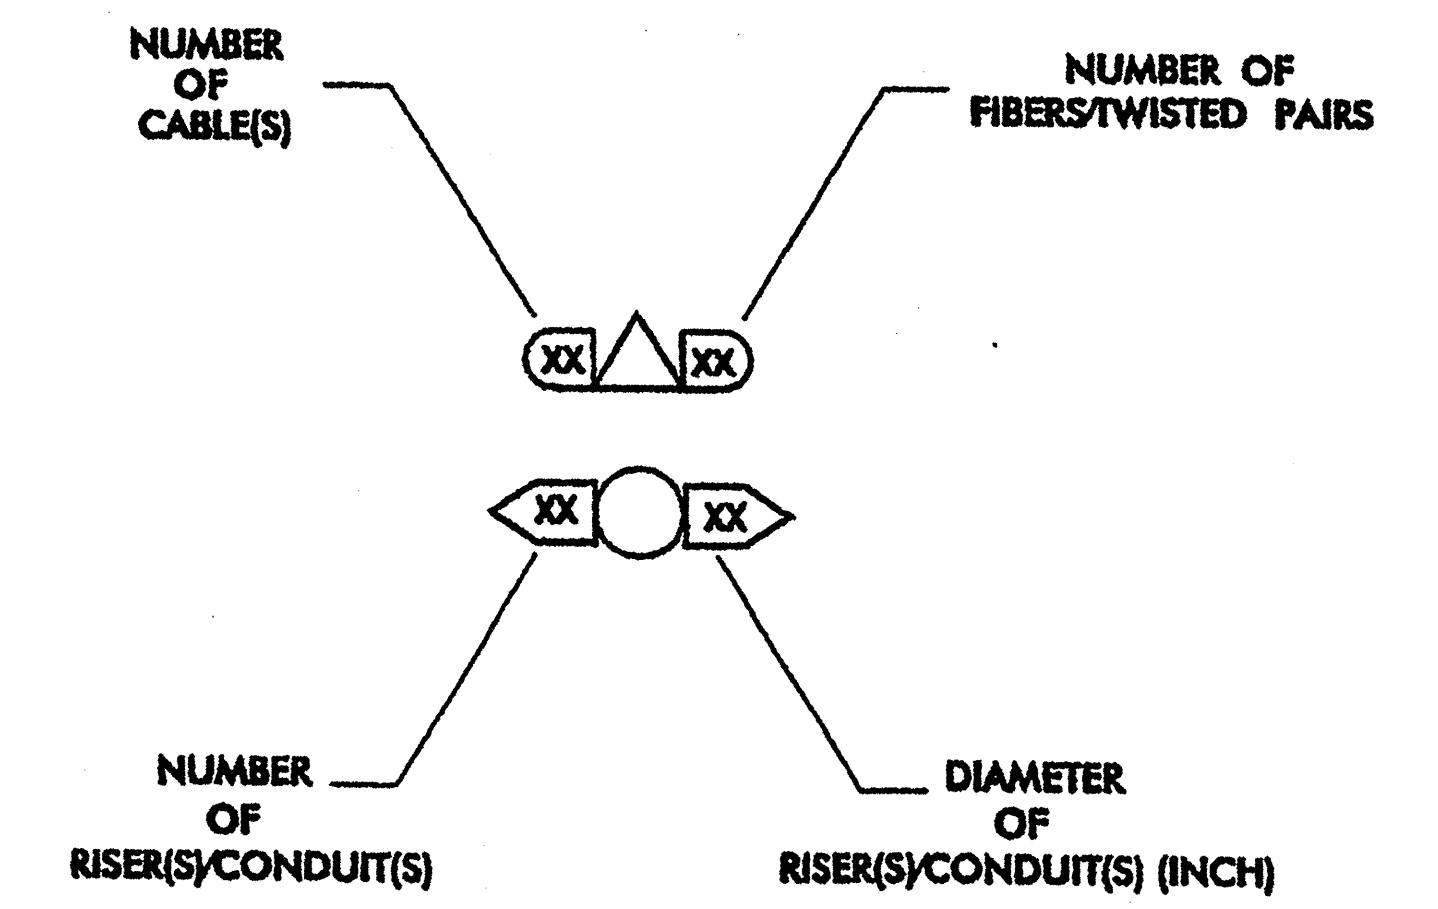 NUMBER
OF
CABLE(S)
NUMBER OF
FIBERS/TWISTED PAIRS
XX
XX
XX
XX
NUMBER
OF
RISER(S)/CONDUIT(S)
DIAMETER
OF
RISER(S)/CONDUIT(S) (INCH)